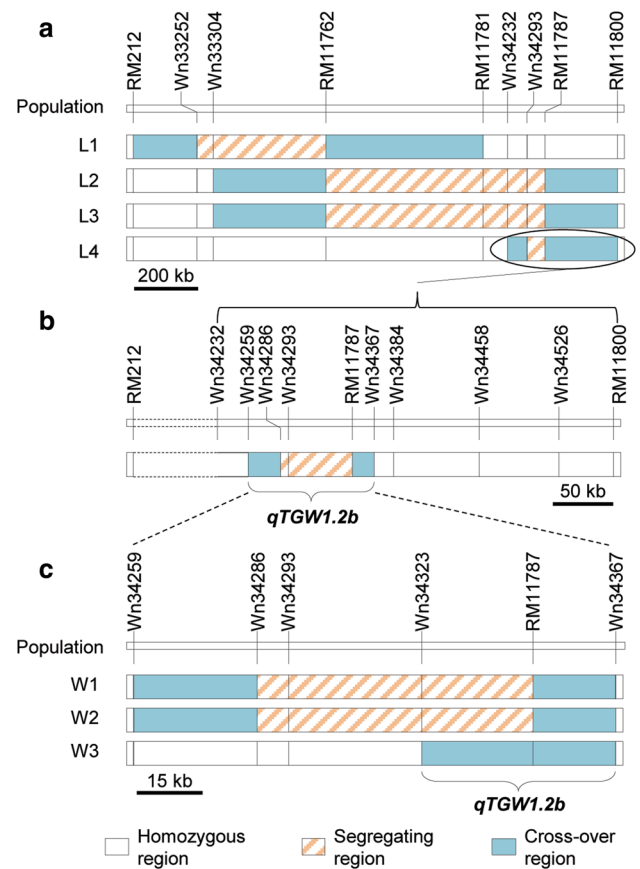 a
RM212
Wn33252
Wn33304
RM11762
RM11781
Wn34232
Wn34293
RM11787
RM11800
Population
L1
L2
L3
L4
200 kb
b
RM212
Wn34232
Wn34259
Wn34286
Wn34293
RM11787
Wn34367
Wn34384
Wn34458
Wn34526
RM11800
50 kb
qTGW1.2b
c
Wn34259
Wn34286
Wn34293
Wn34323
RM11787
Wn34367
Population
W1
W2
W3
15 kb
qTGW1.2b
Homozygous
region
Segregating
region
Cross-over
region